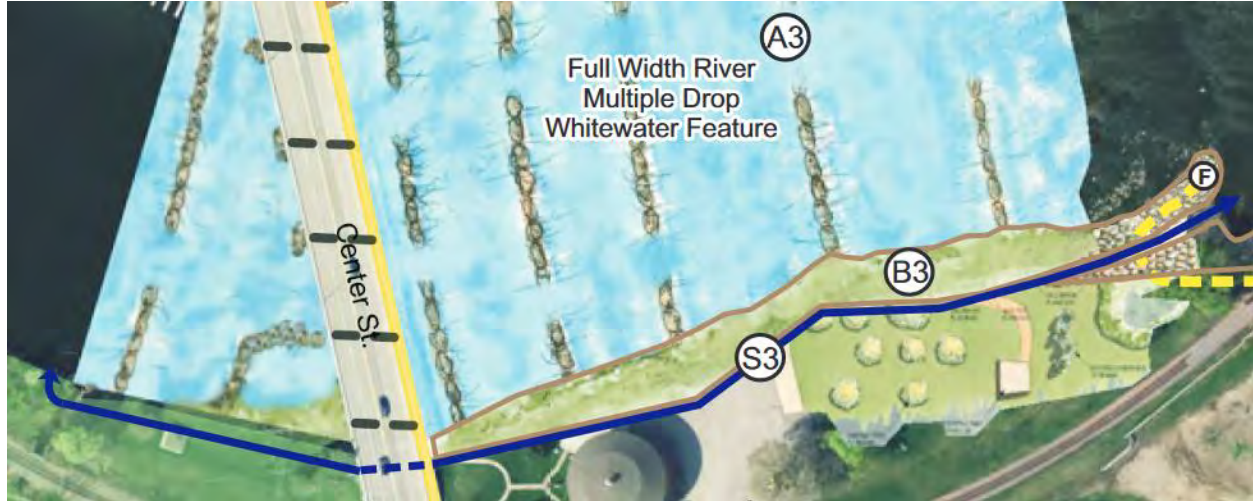 A3
Full Width River
Multiple Drop
Whitewater Feature
F
Center St.
B3
S3